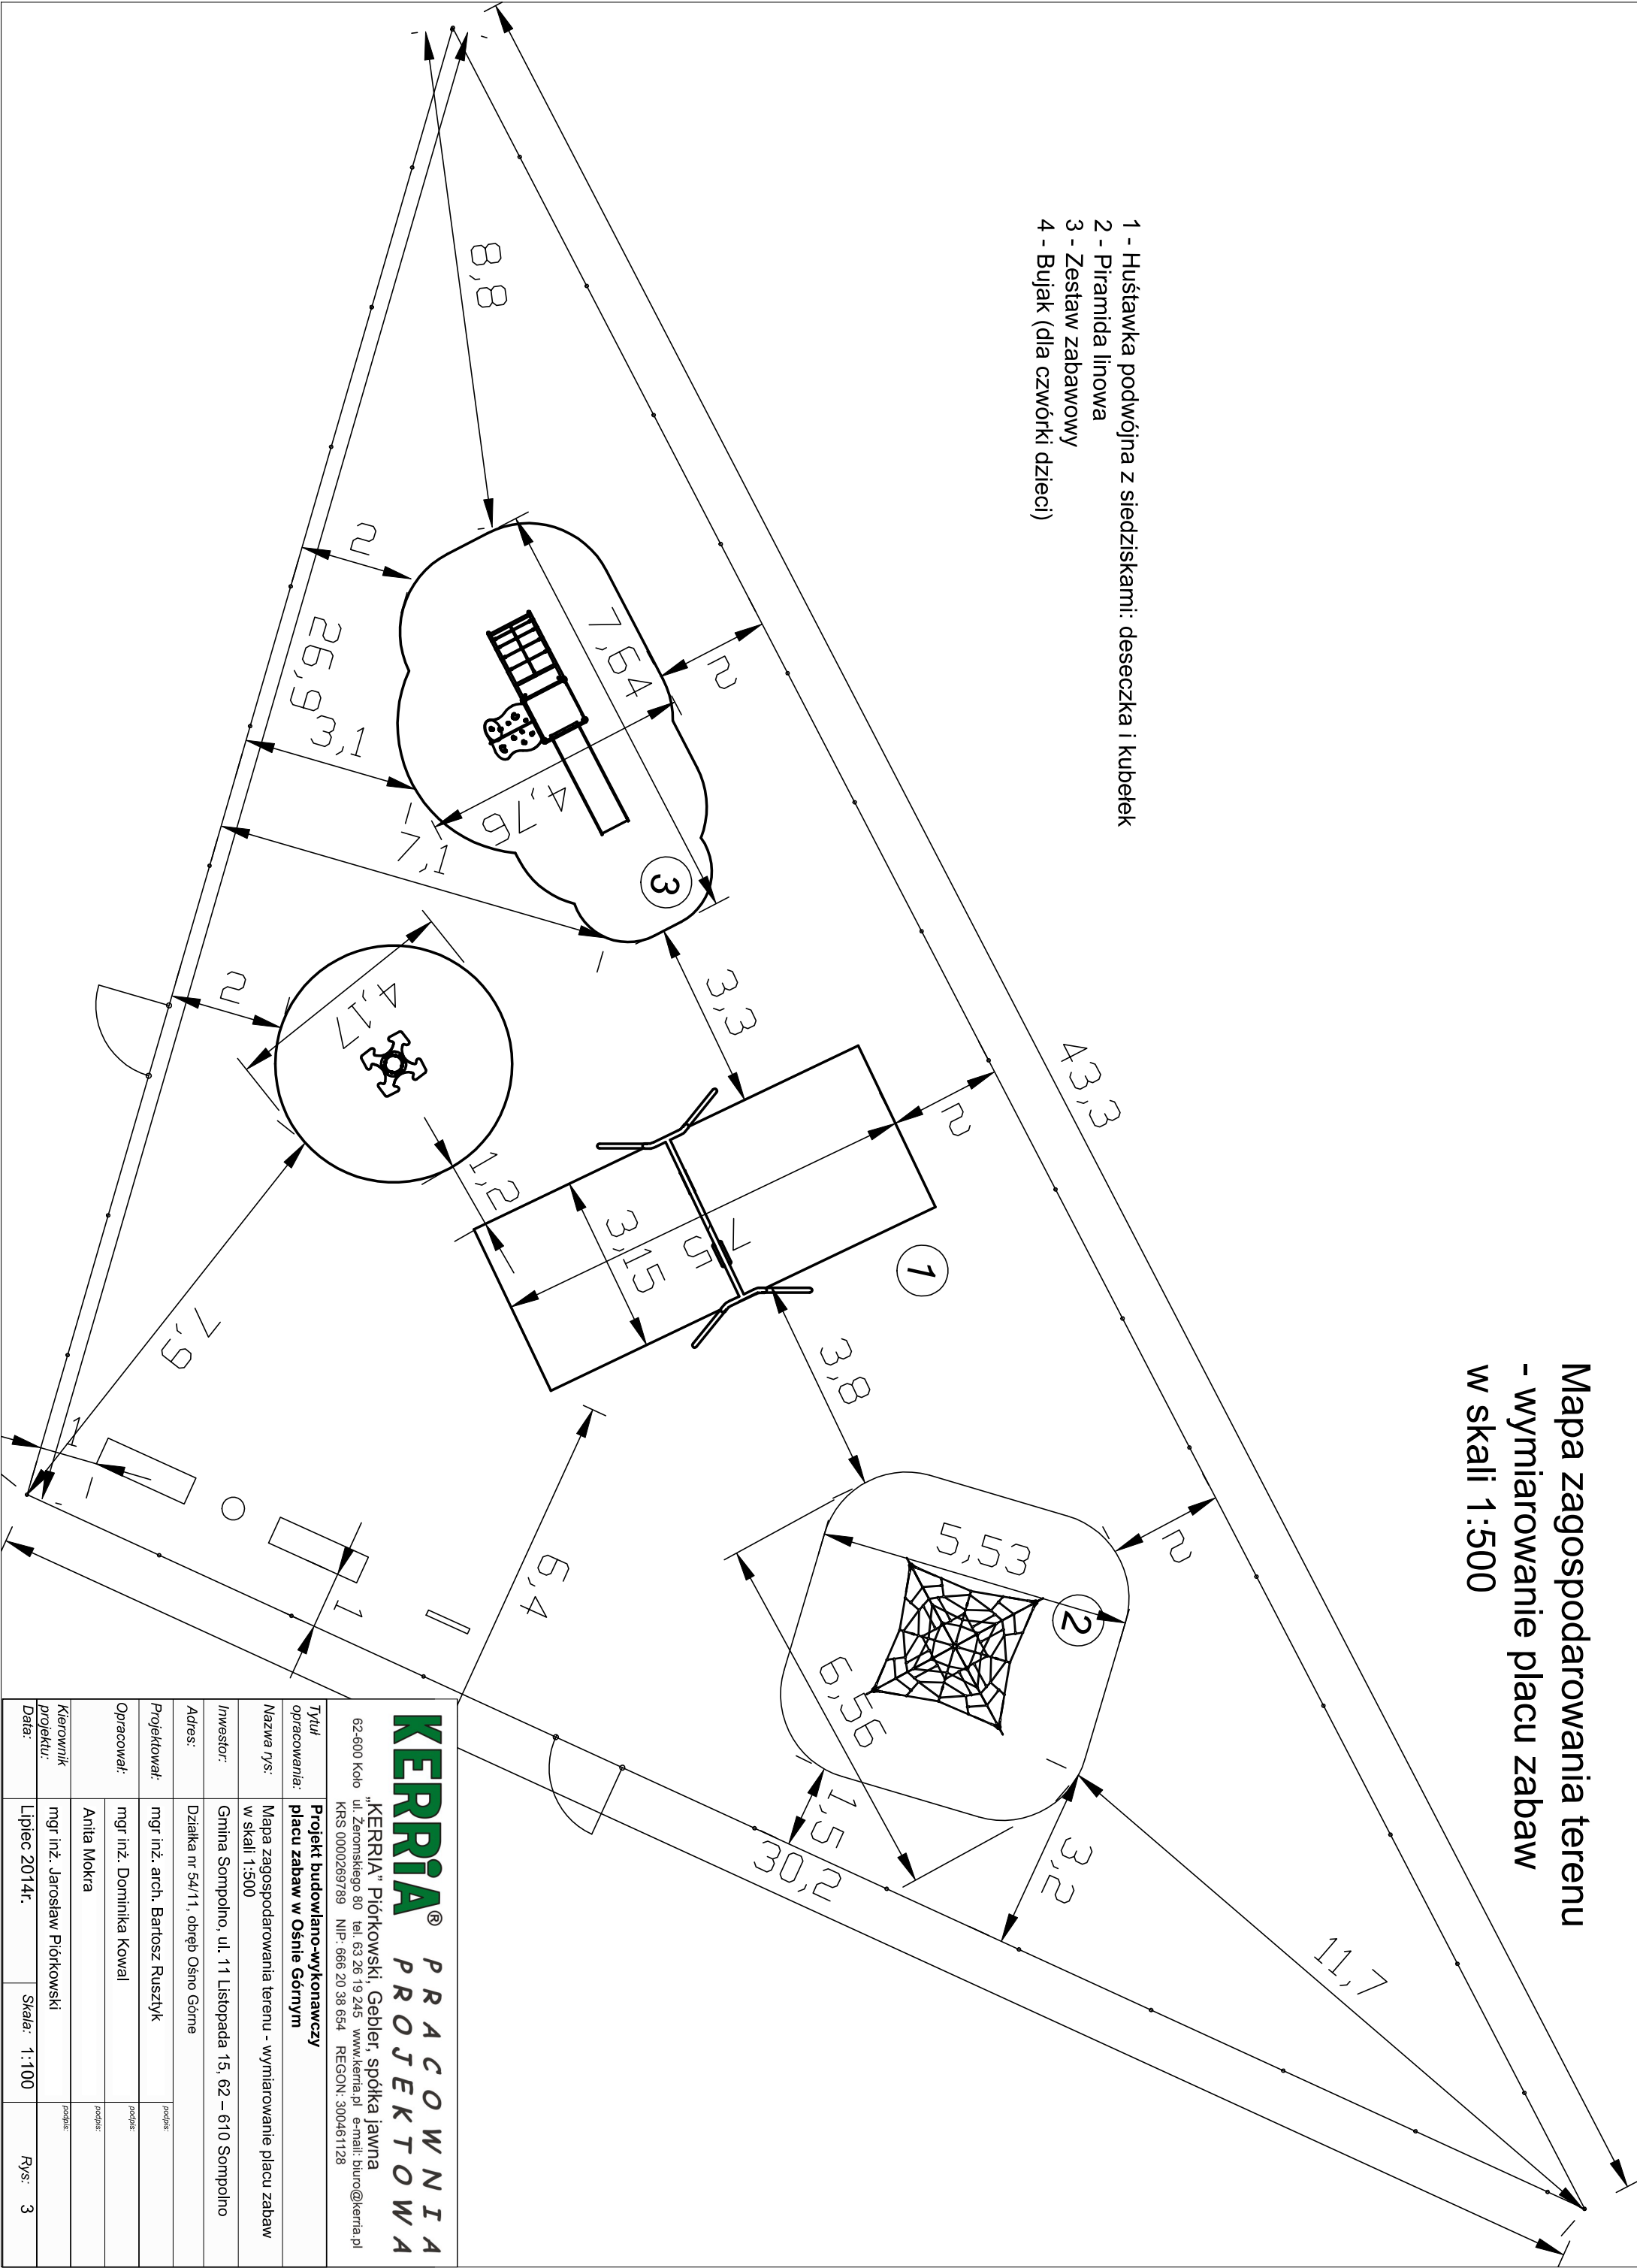 Mapa zagospodarowania terenu
- wymiarowanie placu zabaw
w skali 1:500
1 - Huśtawka podwójna z siedziskami: deseczka i kubełek
2 - Piramida linowa
3 - Zestaw zabawowy
4 - Bujak (dla czwórki dzieci)
43,3
8,8
2
26,9
3,1
7,1
7,64
4,76
2
3
3,3
2
4,17
1,2
7,9
2
7
5
3,15
1
3,8
2
5,53
2
6,56
6,4
1
1
1,5
30,2
3,2
11,7
KERRiA® PRACOWNIA
PROJEKTOWA
„KERRIA” Piórkowski, Gebler, spółka jawna
62-600 Koło ul. Żeromskiego 80 tel. 63 26 19 245 www.kerria.pl e-mail: biuro@kerria.pl
KRS 0000269789 NIP: 666 20 38 654 REGON: 300461128
Tytuł opracowania: Projekt budowlano-wykonawczy
placu zabaw w Ośnie Górnym
Nazwa rys: Mapa zagospodarowania terenu - wymiarowanie placu zabaw
w skali 1:500
Inwestor: Gmina Sompolno, ul. 11 Listopada 15, 62 – 610 Sompolno
Adres: Działka nr 54/11, obręb Ośno Górne
Projektował: mgr inż. arch. Bartosz Rusztyk podpis:
Opracował: mgr inż. Dominika Kowal podpis:
Anita Mokra podpis:
Kierownik projektu: mgr inż. Jarosław Piórkowski podpis:
Data: Lipiec 2014r. Skala: 1:100 Rys: 3